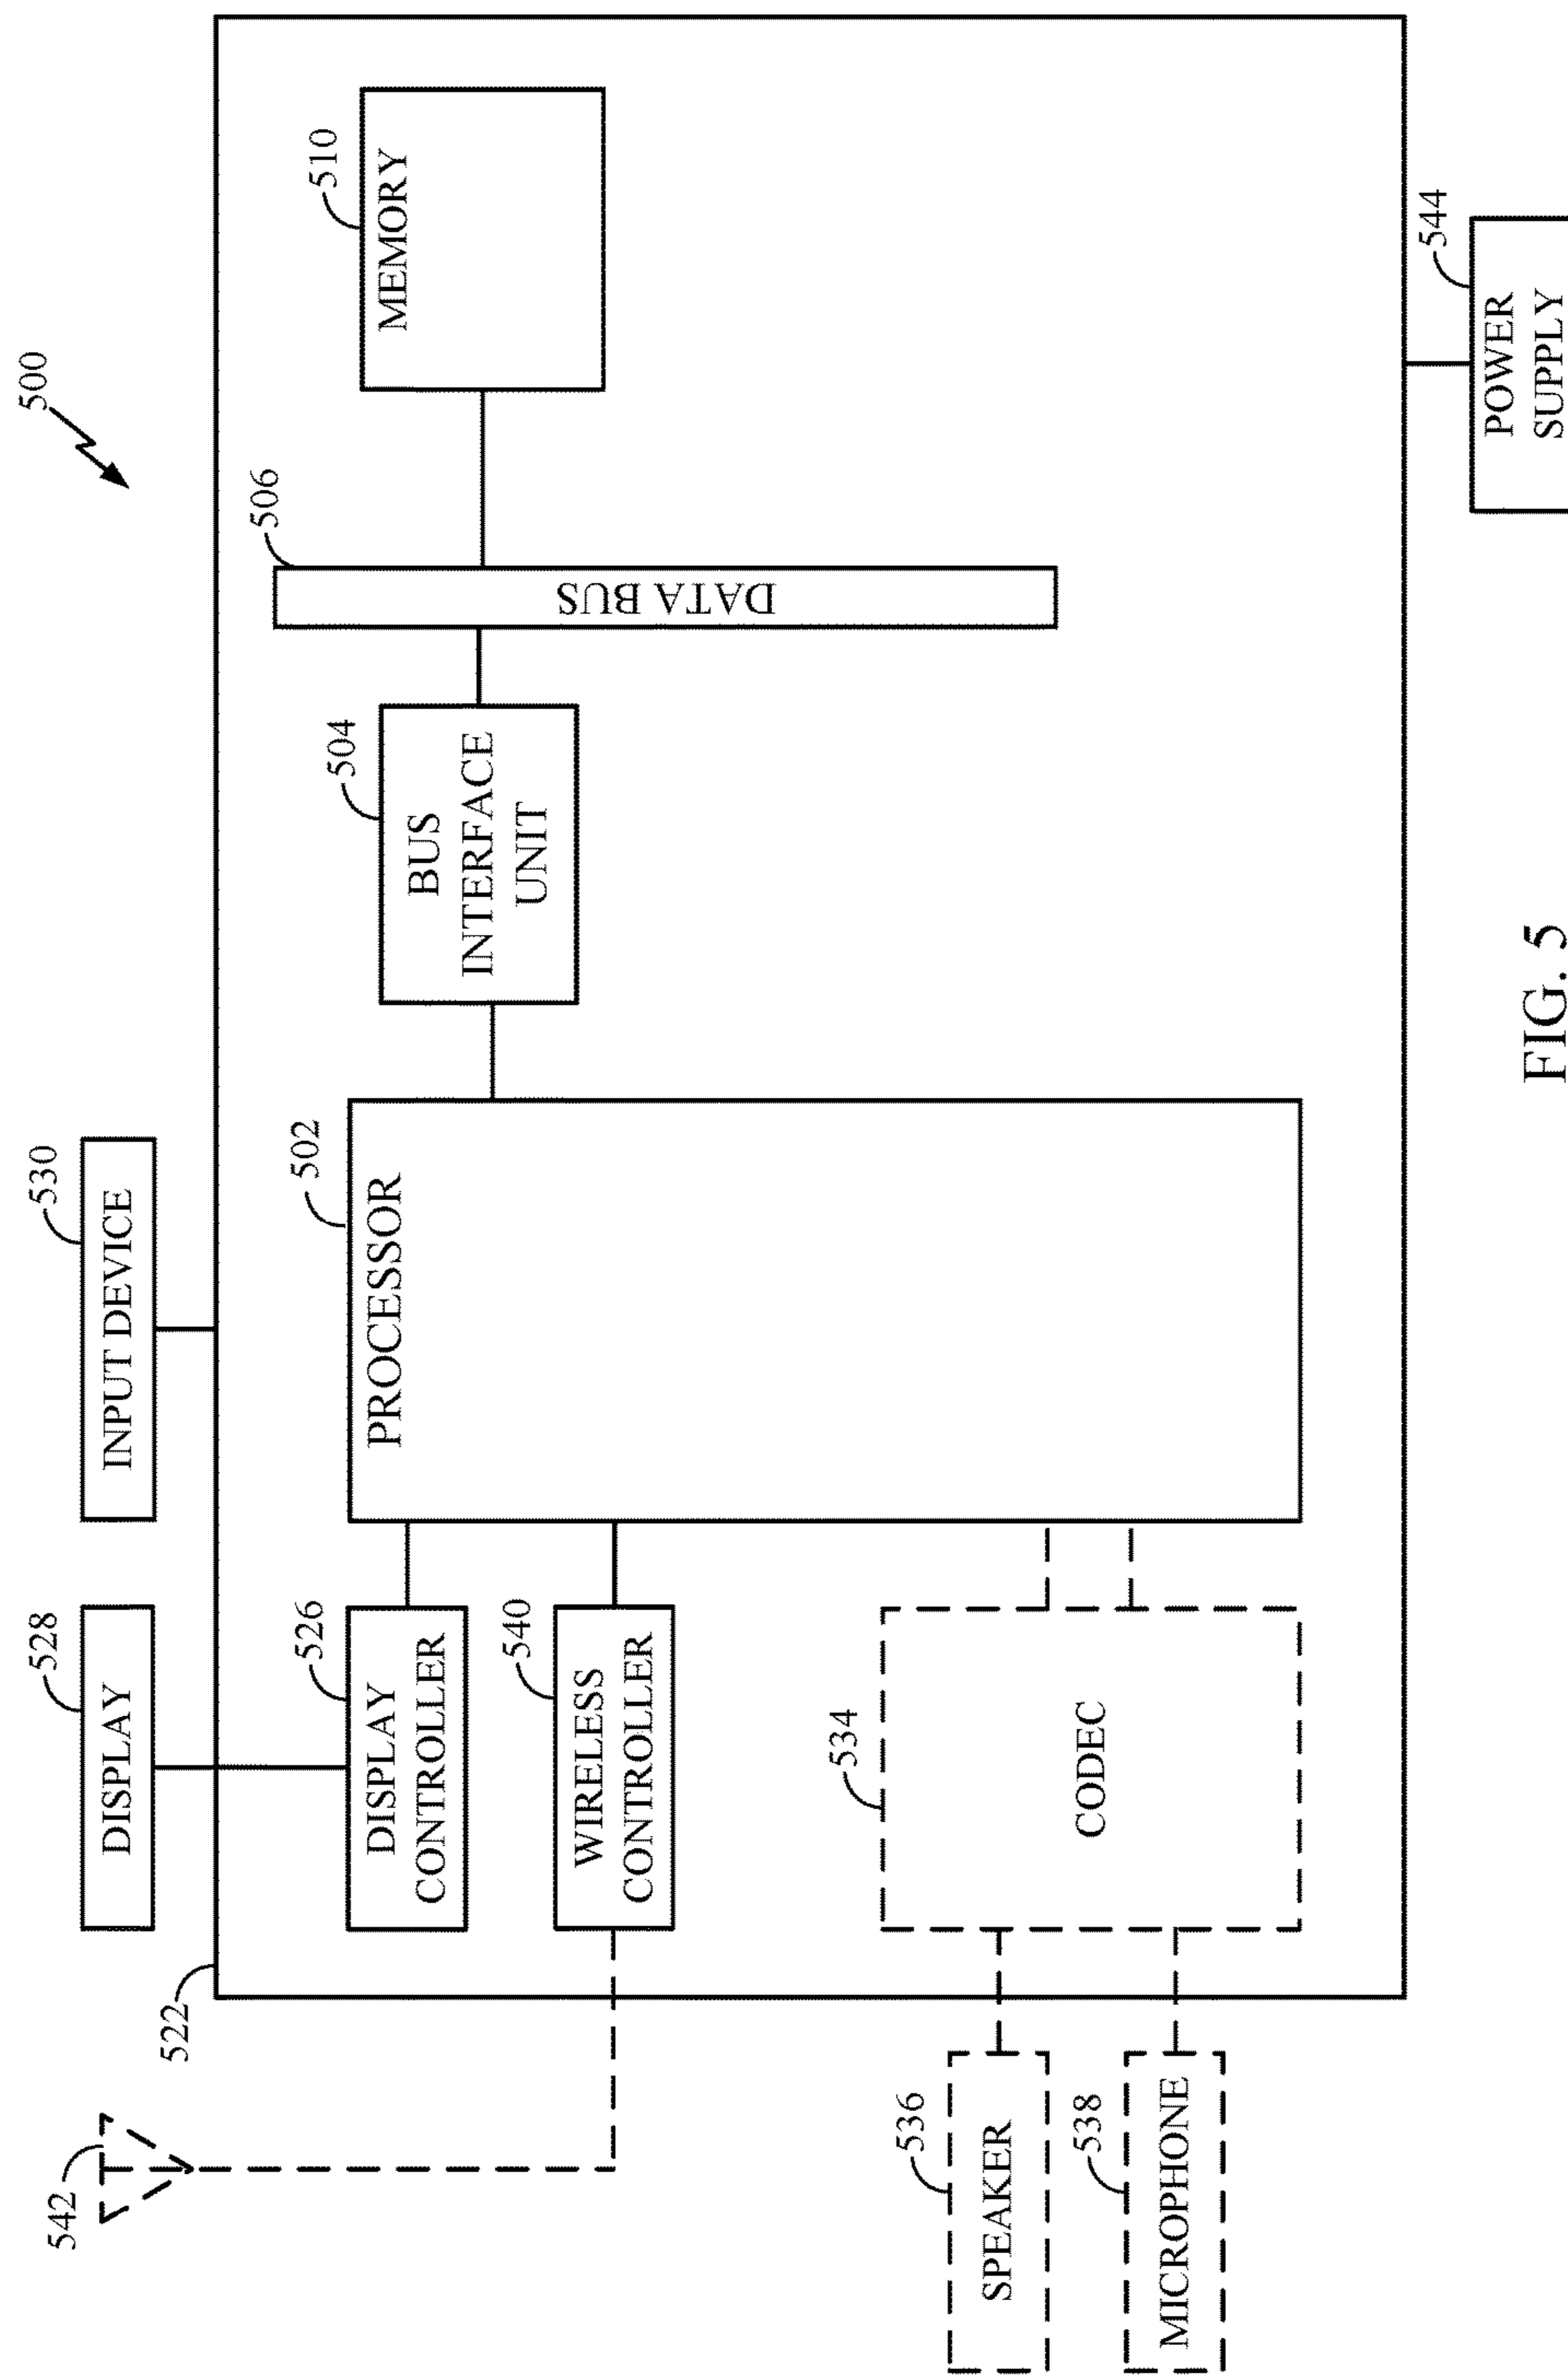 500
542
522
528
DISPLAY
530
INPUT DEVICE
526
DISPLAY
CONTROLLER
540
WIRELESS
CONTROLLER
534
CODEC
502
PROCESSOR
504
BUS
INTERFACE
UNIT
506
DATA BUS
510
MEMORY
536
SPEAKER
538
MICROPHONE
544
POWER
SUPPLY
FIG. 5